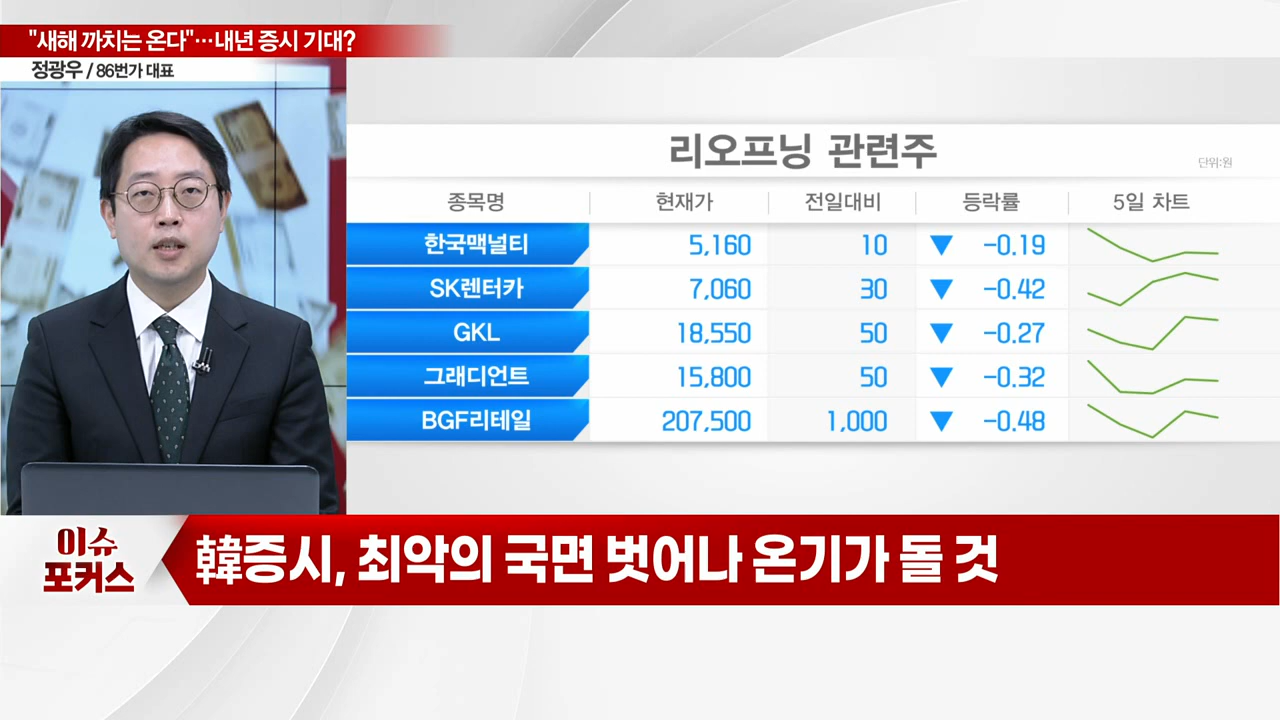 "새해 까치는 온다"…내년 증시 기대?
정광우 / 86번가 대표
리오프닝 관련주
단위:원
종목명 현재가 전일대비 등락률 5일 차트
한국맥널티 5,160 10 ▼ -0.19
SK렌터카 7,060 30 ▼ -0.42
GKL 18,550 50 ▼ -0.27
그래디언트 15,800 50 ▼ -0.32
BGF리테일 207,500 1,000 ▼ -0.48
이슈
포커스
韓증시, 최악의 국면 벗어나 온기가 돌 것